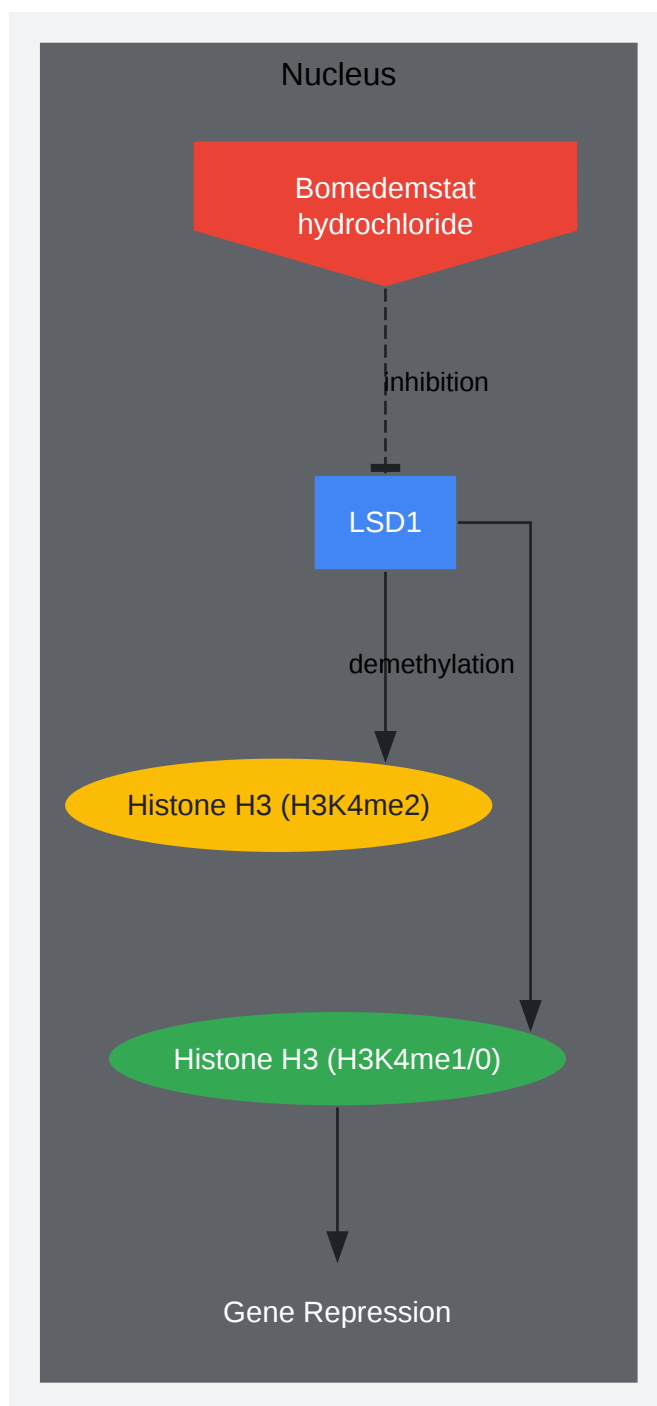 Nucleus
Bomedemstat
hydrochloride
inhibition
LSD1
demethylation
Histone H3 (H3K4me2)
Histone H3 (H3K4me1/0)
Gene Repression